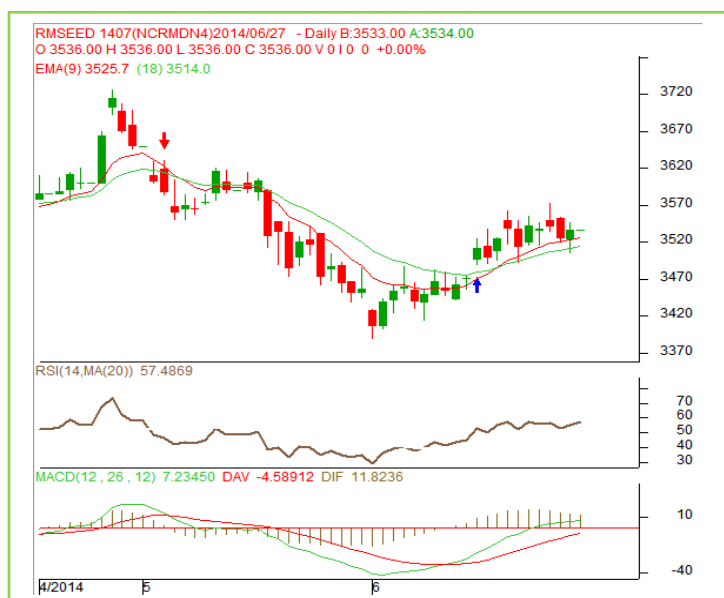 RMSEED 1407(NCRMDN4)2014/06/27 - Daily B:3533.00 A:3534.00
O 3536.00 H 3536.00 L 3536.00 C 3536.00 V 0 I 0 0 +0.00%
EMA(9) 3525.7 (18) 3514.0
3720
3670
3620
3570
3520
3470
3420
3370
RSI(14,MA(20)) 57.4869
70
60
50
40
30
MACD(12 , 26 , 12) 7.23450 DAV -4.58912 DIF 11.8236
10
-40
4/2014 5 6